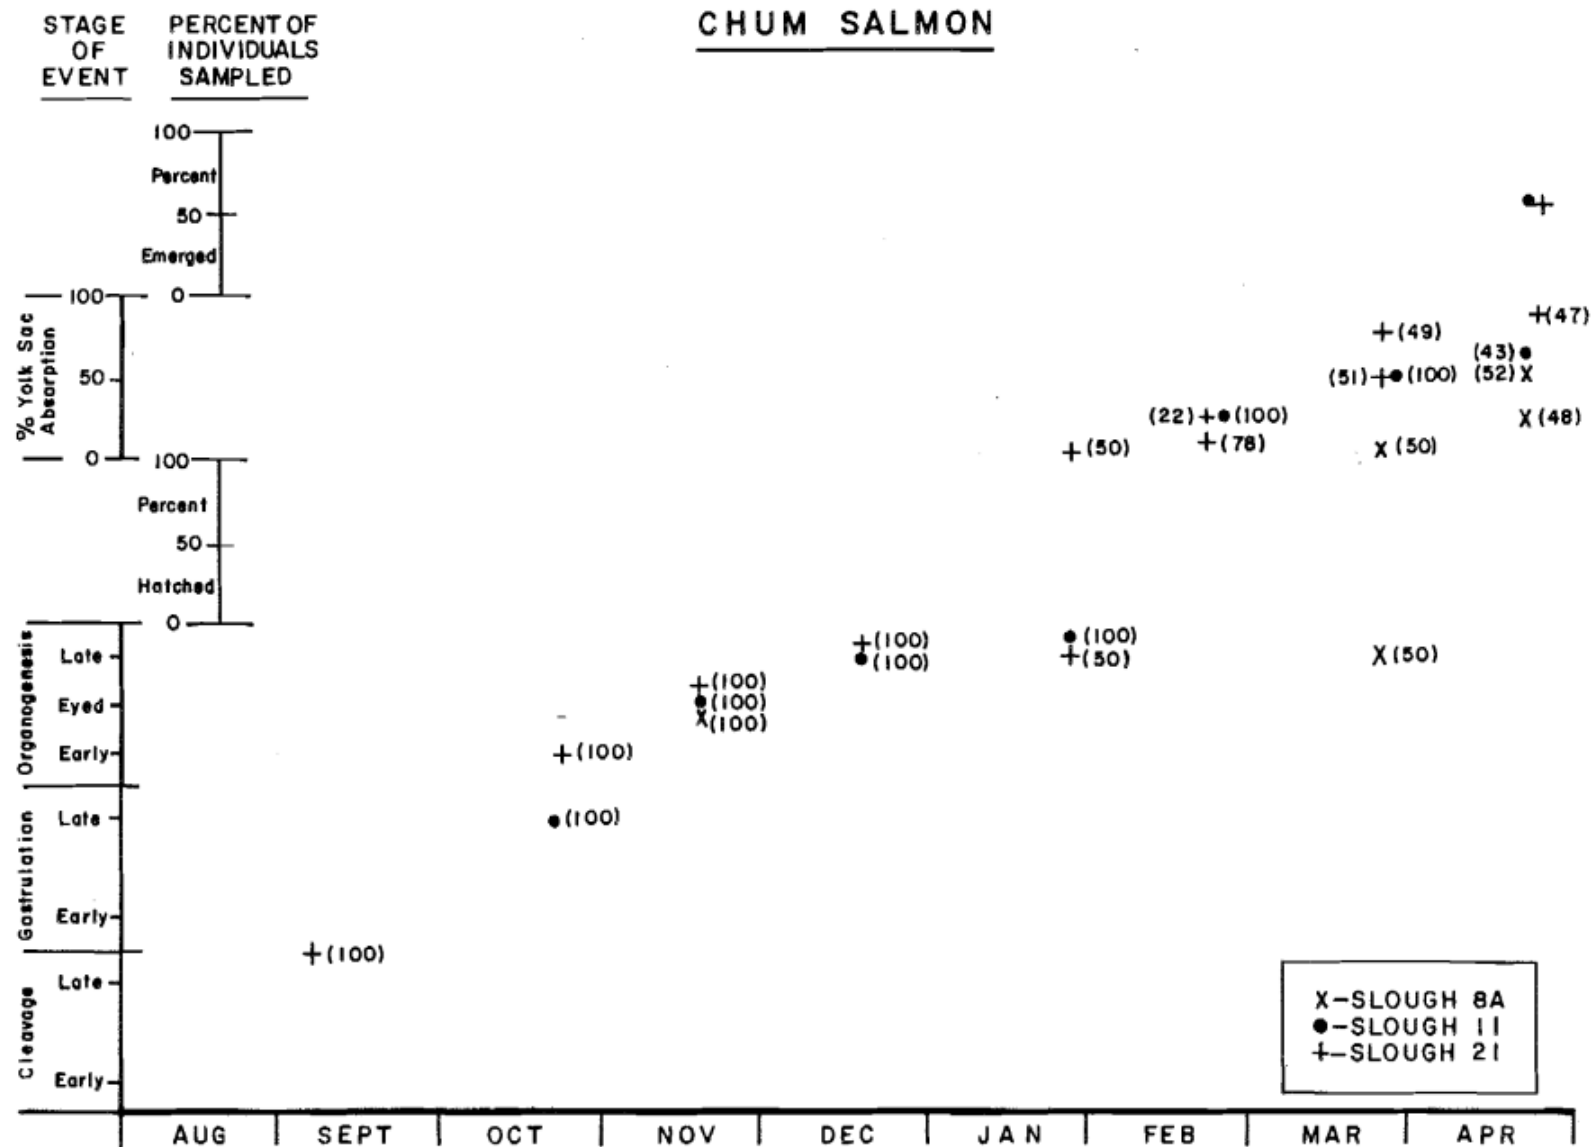 CHUM SALMON
STAGE
OF
EVENT
PERCENT OF
INDIVIDUALS
SAMPLED
100
Percent
50
Emerged
0
% Yolk Sac
Absorption
100
50
0
100
Percent
50
Hatched
0
Organogenesis
Late
Eyed
Early
Gastrulation
Late
Early
Cleavage
Late
Early
(47)
(49)
(43)
(51) (100) (52)
(22) (100) (48)
(50) (78) (50)
(100) (100)
(100) (50) (50)
(100)
(100)
(100)
(100)
(100)
(100)
X-SLOUGH 8A
●-SLOUGH 11
+-SLOUGH 21
AUG | SEPT | OCT | NOV | DEC | JAN | FEB | MAR | APR